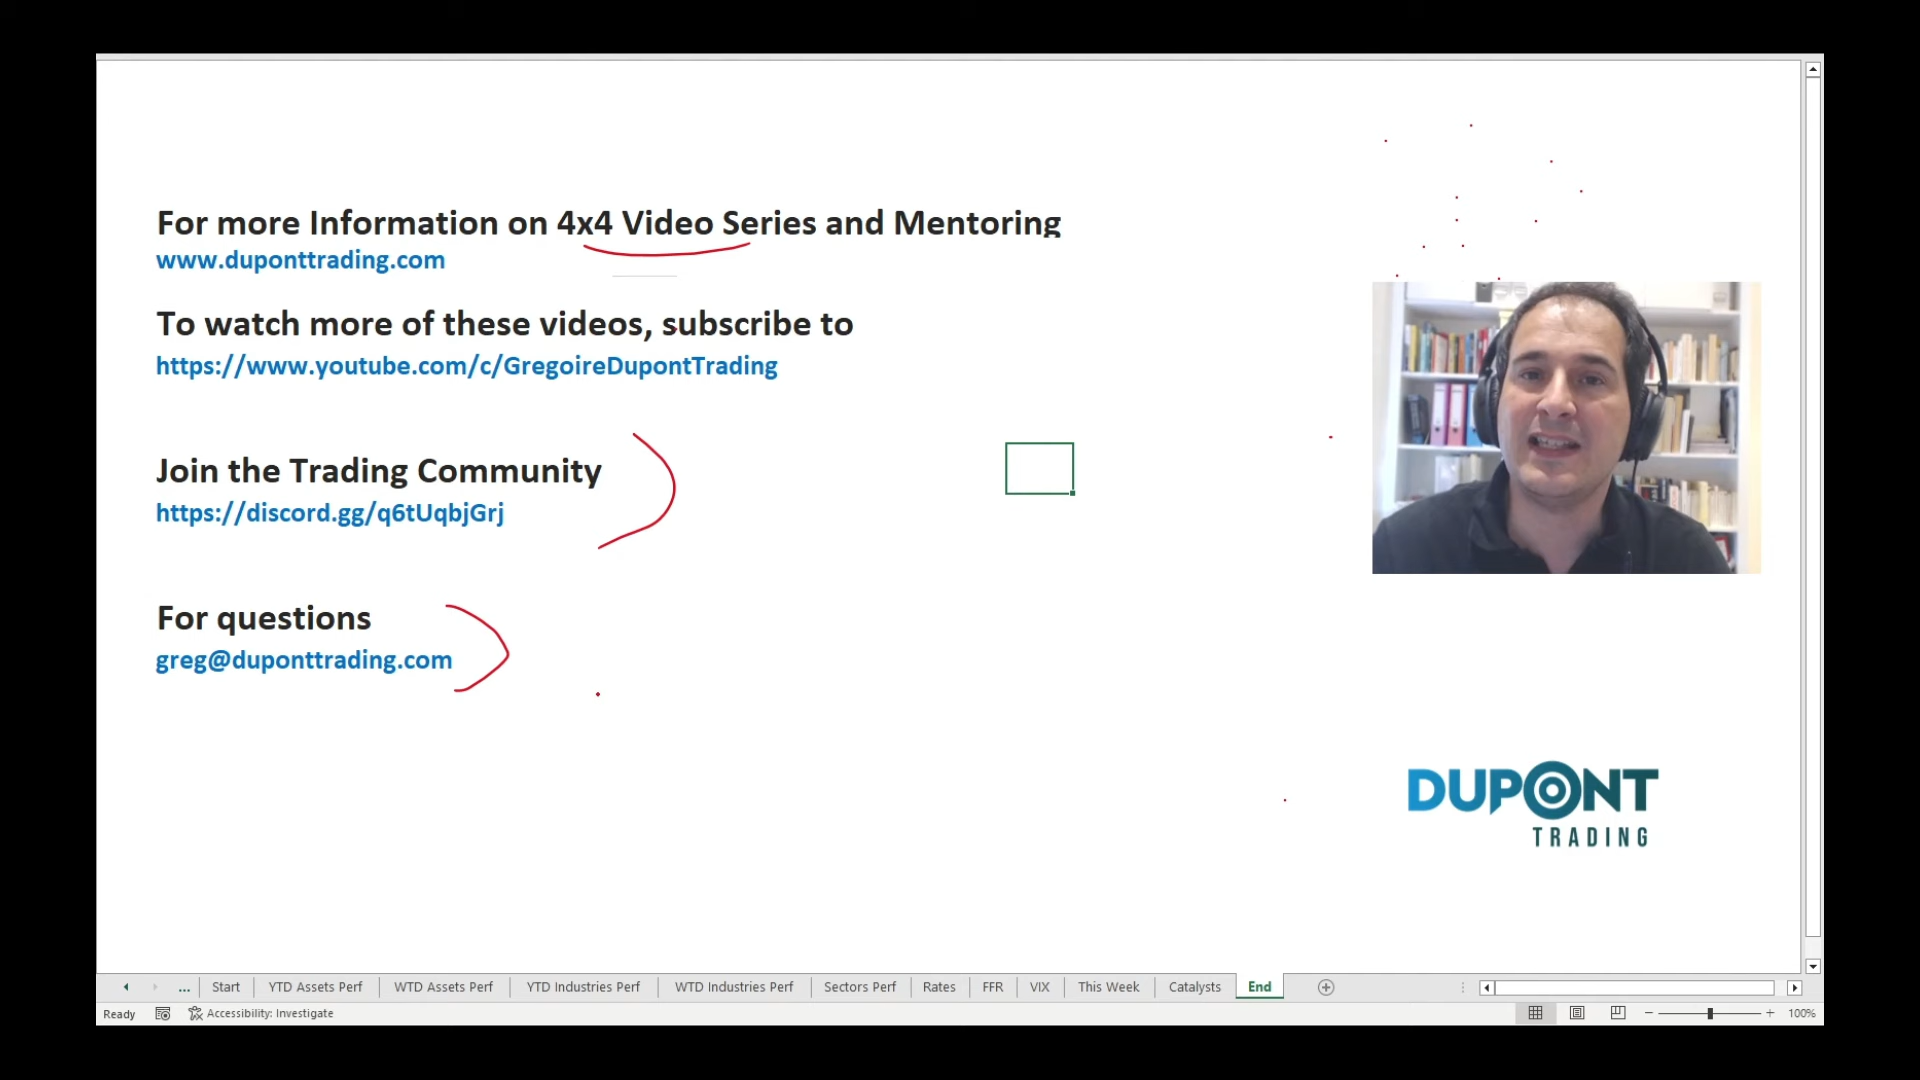 For more Information on 4x4 Video Series and Mentoring
www.duponttrading.com
To watch more of these videos, subscribe to
https://www.youtube.com/c/GregoireDupontTrading
Join the Trading Community
https://discord.gg/q6tUqbjGrj
For questions
greg@duponttrading.com
DUPONT
TRADING
... Start YTD Assets Perf WTD Assets Perf YTD Industries Perf WTD Industries Perf Sectors Perf Rates FFR VIX This Week Catalysts End
Ready Accessibility: Investigate 100%